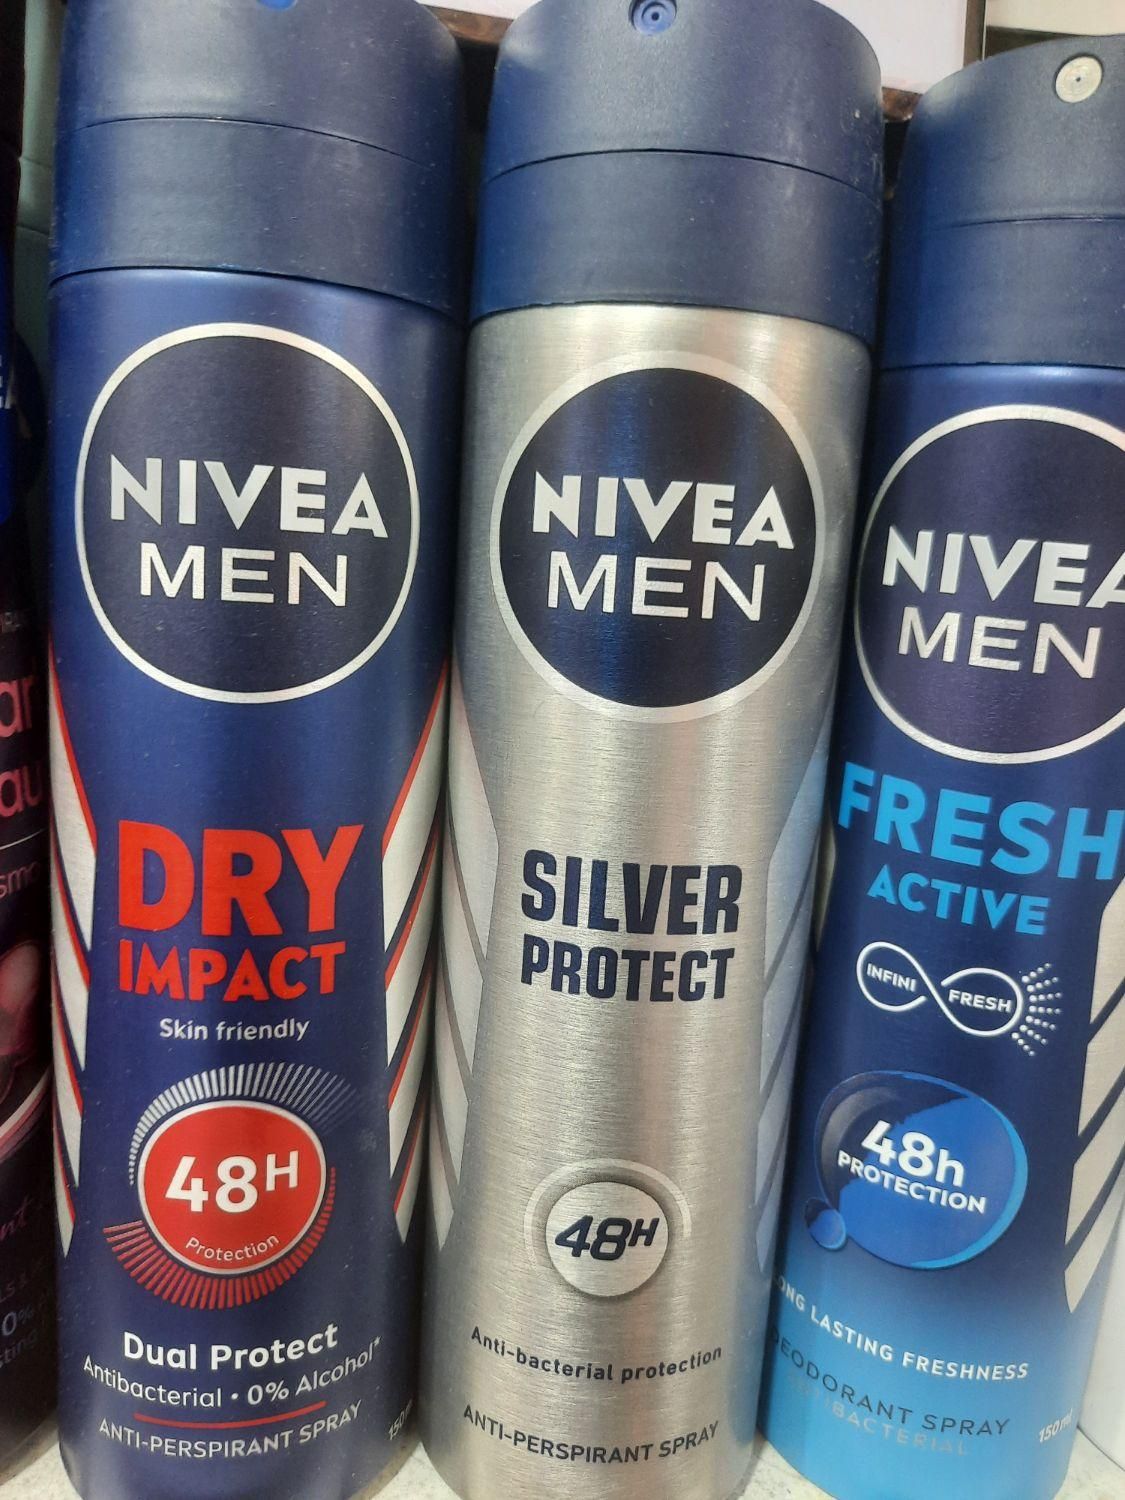 NIVEA
MEN
DRY
IMPACT
Skin friendly
48H
Protection
Dual Protect
Antibacterial • 0% Alcohol*
ANTI-PERSPIRANT SPRAY
NIVEA
MEN
SILVER
PROTECT
48H
Anti-bacterial protection
ANTI-PERSPIRANT SPRAY
NIVEA
MEN
FRESH
ACTIVE
INFINI FRESH
48h
PROTECTION
LASTING FRESHNESS
SPRAY
150ml